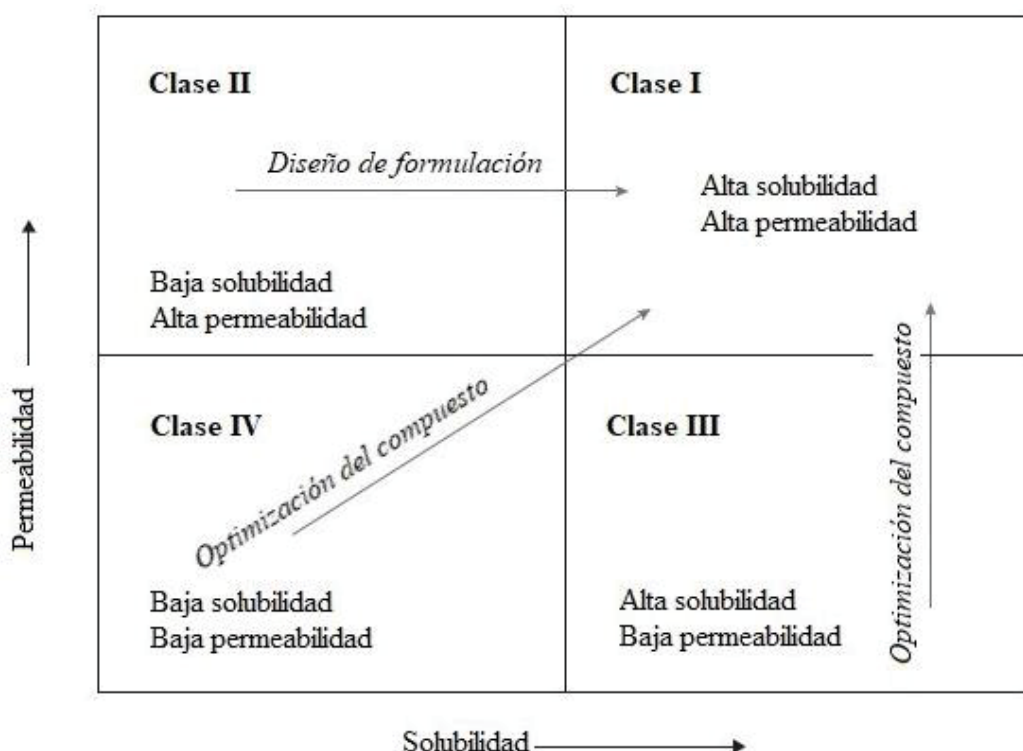 Clase II
Clase I
Diseño de formulación
Alta solubilidad
Alta permeabilidad
Baja solubilidad
Alta permeabilidad
Permeabilidad
Clase IV
Clase III
Optimización del compuesto
Optimización del compuesto
Baja solubilidad
Baja permeabilidad
Alta solubilidad
Baja permeabilidad
Solubilidad